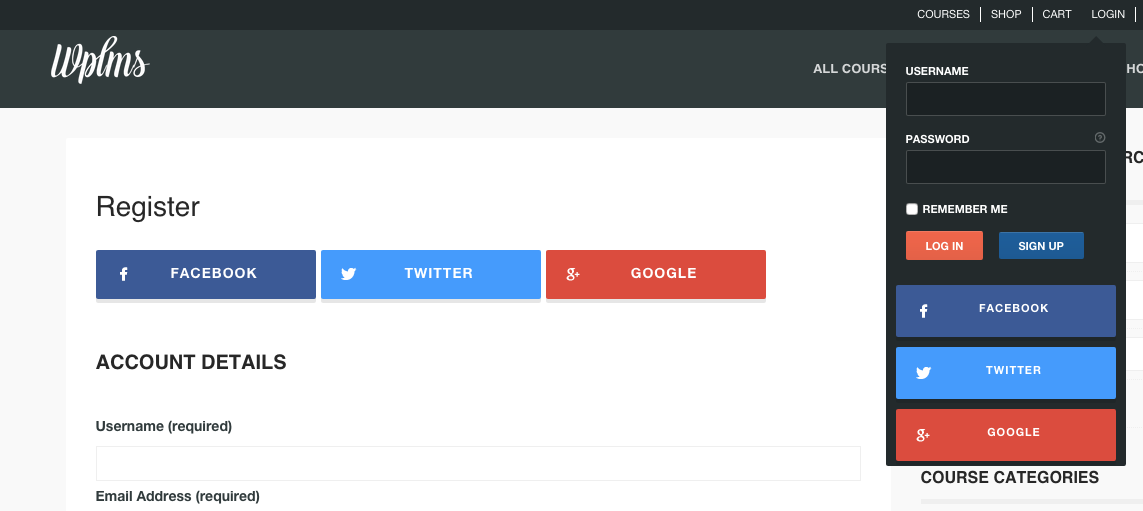 COURSES SHOP CART LOGIN
Wplms
ALL COURS
HO
USERNAME
PASSWORD
REMEMBER ME
LOG IN SIGN UP
FACEBOOK
TWITTER
GOOGLE
Register
FACEBOOK TWITTER GOOGLE
ACCOUNT DETAILS
Username (required)
Email Address (required)
RC
COURSE CATEGORIES